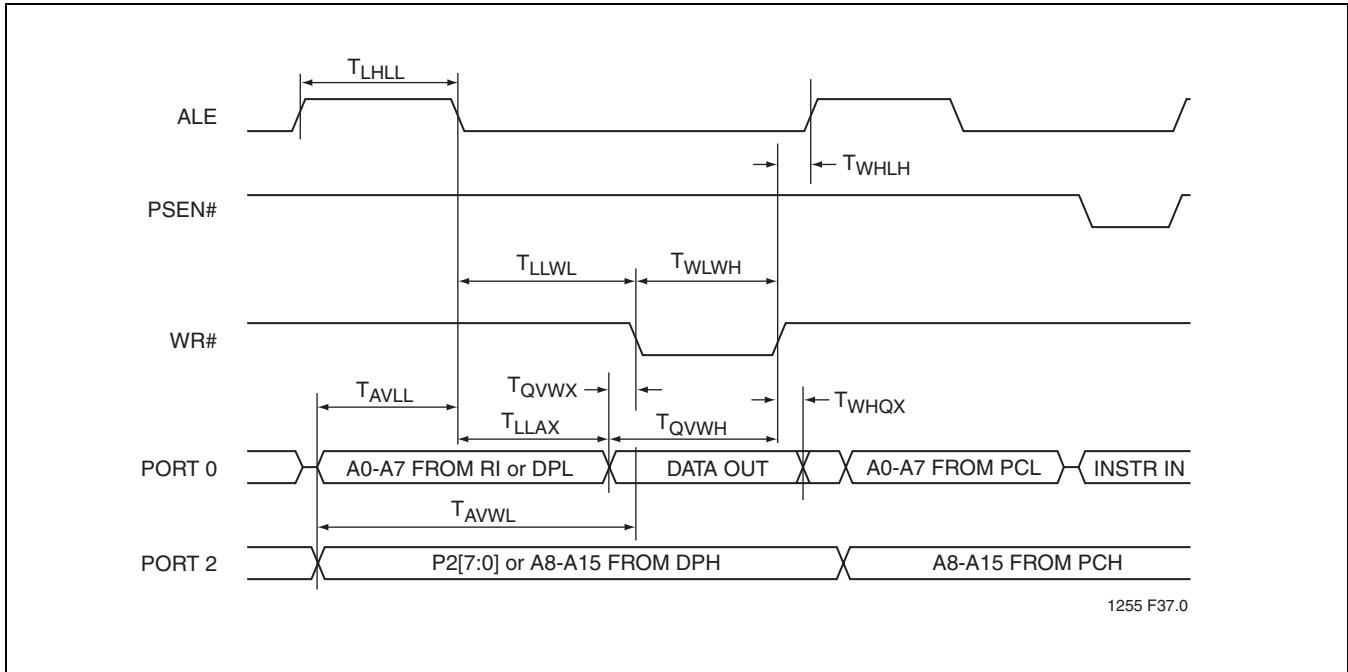 TLHLL
ALE
TWHLH
PSEN#
TLLWL
TWLWH
WR#
TAVLL
TQVWX
TWHQX
TLLAX
TQVWH
PORT 0
A0-A7 FROM RI or DPL
DATA OUT
A0-A7 FROM PCL
INSTR IN
TAVWL
PORT 2
P2[7:0] or A8-A15 FROM DPH
A8-A15 FROM PCH
1255 F37.0